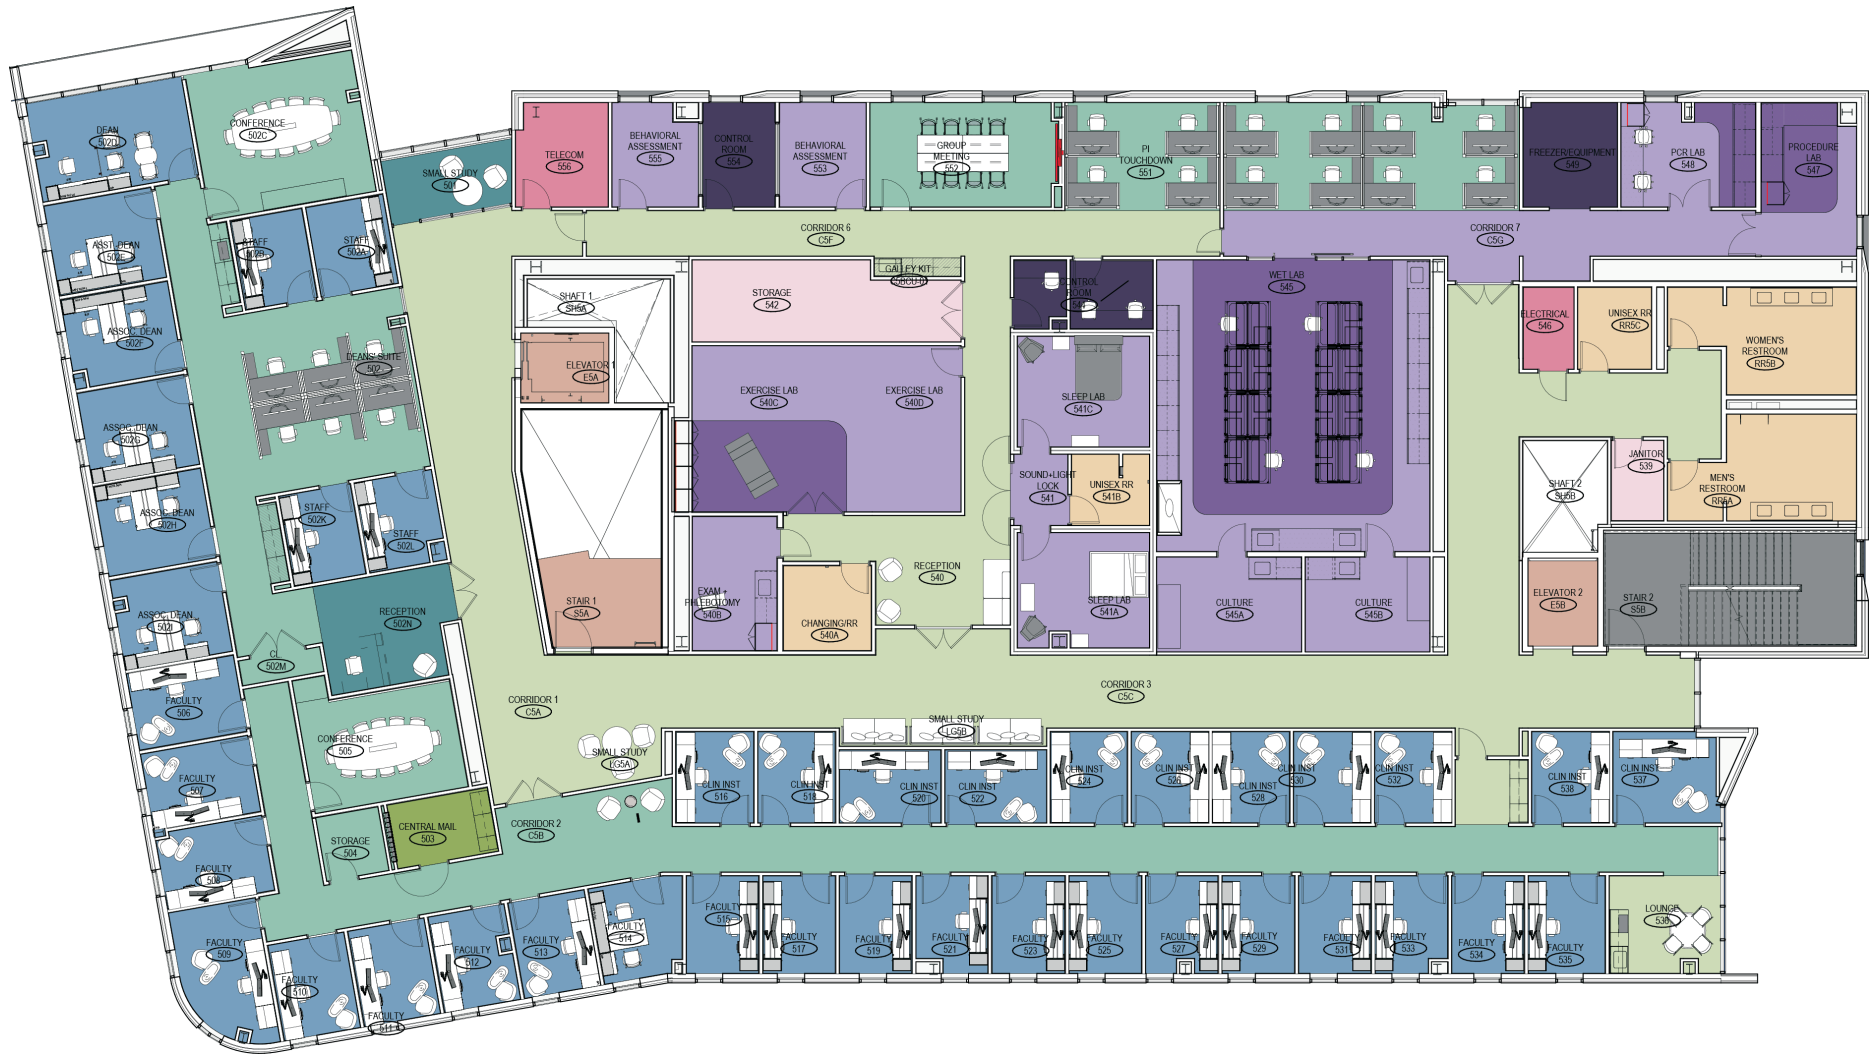 DEAN
502D
CONFERENCE
502C
SMALL STUDY
501
TELECOM
556
BEHAVIORAL
ASSESSMENT
555
CONTROL
ROOM
554
BEHAVIORAL
ASSESSMENT
553
GROUP
MEETING
552
PI
TOUCHDOWN
551
FREEZER/EQUIPMENT
549
PCR LAB
548
PROCEDURE
LAB
547
ASST. DEAN
502E
STAFF
502B
STAFF
502A
CORRIDOR 6
C5F
CORRIDOR 7
C5G
ASSOC. DEAN
502F
DEANS' SUITE
502
SHAFT 1
SH5A
ELEVATOR 1
E5A
STORAGE
542
GALLEY KIT.
CONTROL
ROOM
544
WET LAB
545
ELECTRICAL
546
UNISEX RR
RR5C
WOMEN'S
RESTROOM
RR5B
ASSOC. DEAN
502G
EXERCISE LAB
540C
EXERCISE LAB
540D
SLEEP LAB
541C
ASSOC. DEAN
502H
STAFF
502K
STAFF
502L
SOUND+LIGHT
LOCK
541
UNISEX RR
541B
SHAFT 2
SH5B
JANITOR
539
MEN'S
RESTROOM
RR5A
ASSOC. DEAN
502I
RECEPTION
502N
STAIR 1
S5A
EXAM -
PHLEBOTOMY
540B
CHANGING/RR
540A
RECEPTION
540
SLEEP LAB
541A
CULTURE
545A
CULTURE
545B
ELEVATOR 2
E5B
STAIR 2
S5B
502M
FACULTY
506
CORRIDOR 1
C5A
CORRIDOR 3
C5C
CONFERENCE
505
SMALL STUDY
LG5A
SMALL STUDY
LG5B
FACULTY
507
CLIN INST
516
CLIN INST
518
CLIN INST
520
CLIN INST
522
CLIN INST
524
CLIN INST
526
CLIN INST
528
CLIN INST
530
CLIN INST
532
CLIN INST
538
CLIN INST
537
STORAGE
504
CENTRAL MAIL
503
CORRIDOR 2
C5B
FACULTY
508
FACULTY
509
FACULTY
510
FACULTY
511
FACULTY
512
FACULTY
513
FACULTY
514
FACULTY
515
FACULTY
517
FACULTY
519
FACULTY
521
FACULTY
523
FACULTY
525
FACULTY
527
FACULTY
529
FACULTY
531
FACULTY
533
FACULTY
534
FACULTY
535
LOUNGE
536